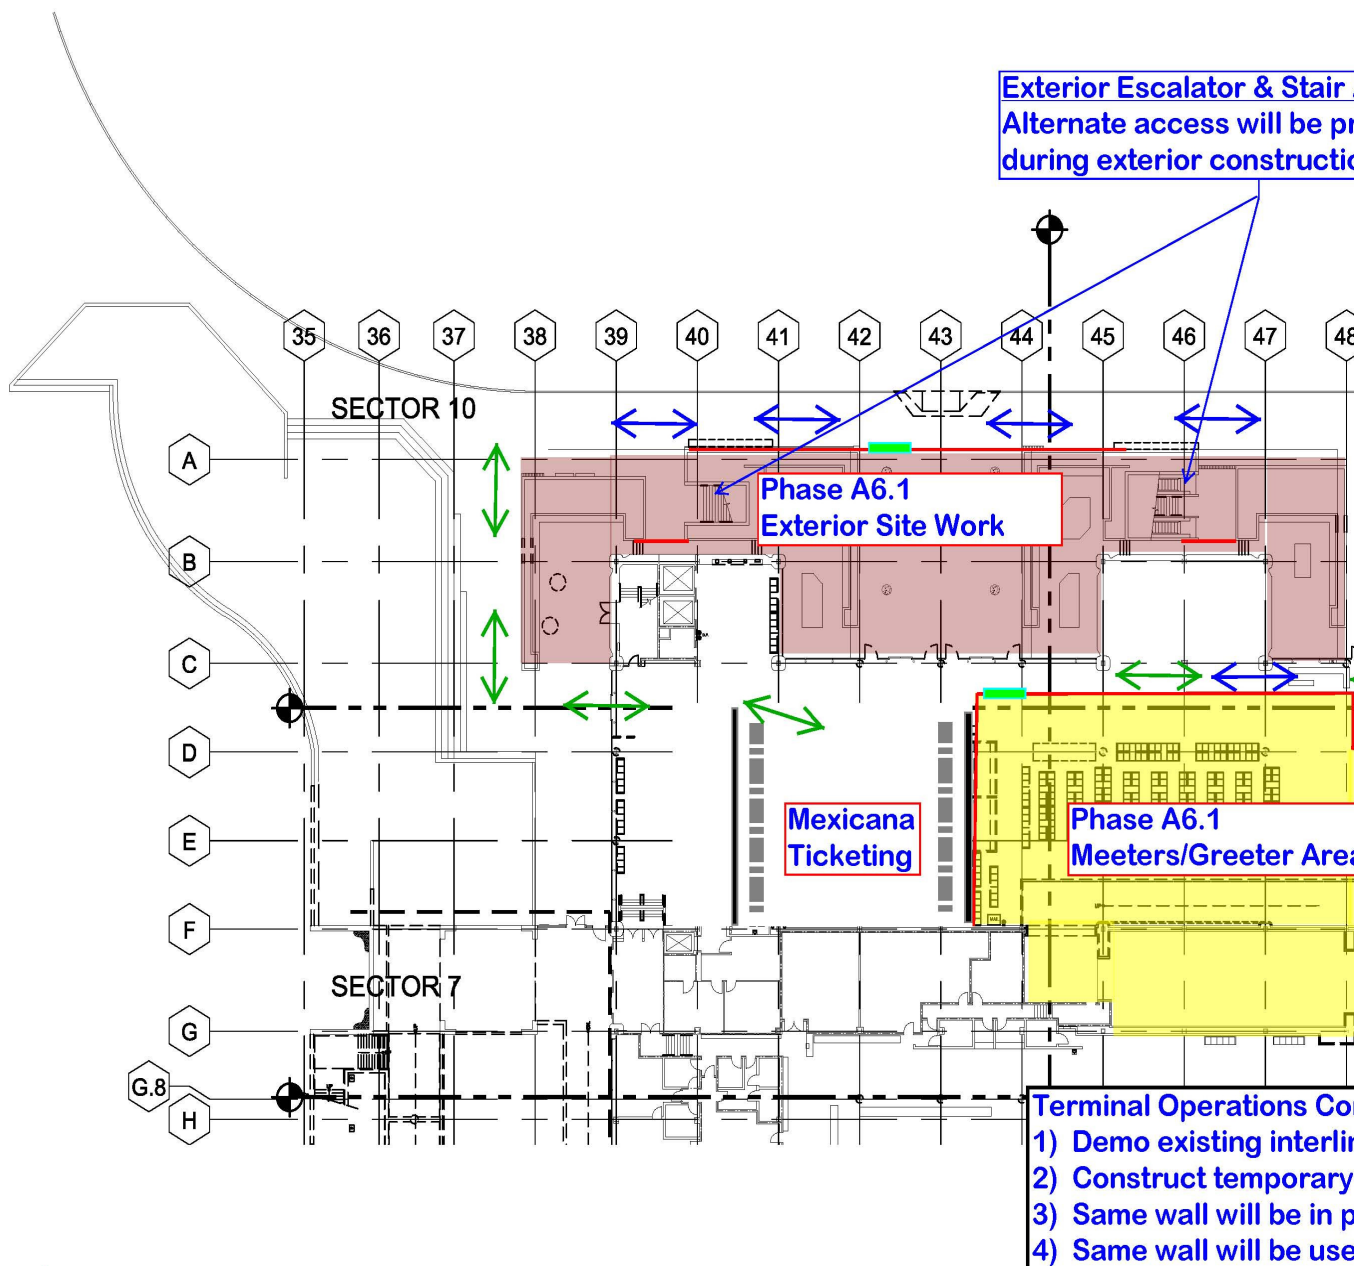 Exterior Escalator & Stair
Alternate access will be pr
during exterior constructio
35 36 37 38 39 40 41 42 43 44 45 46 47 48
SECTOR 10
A
Phase A6.1
Exterior Site Work
B
C
D
Mexicana
Ticketing
Phase A6.1
Meeters/Greeter Area
E
F
SECTOR 7
G
G.8
H
Terminal Operations Co
1) Demo existing interlin
2) Construct temporary
3) Same wall will be in p
4) Same wall will be use